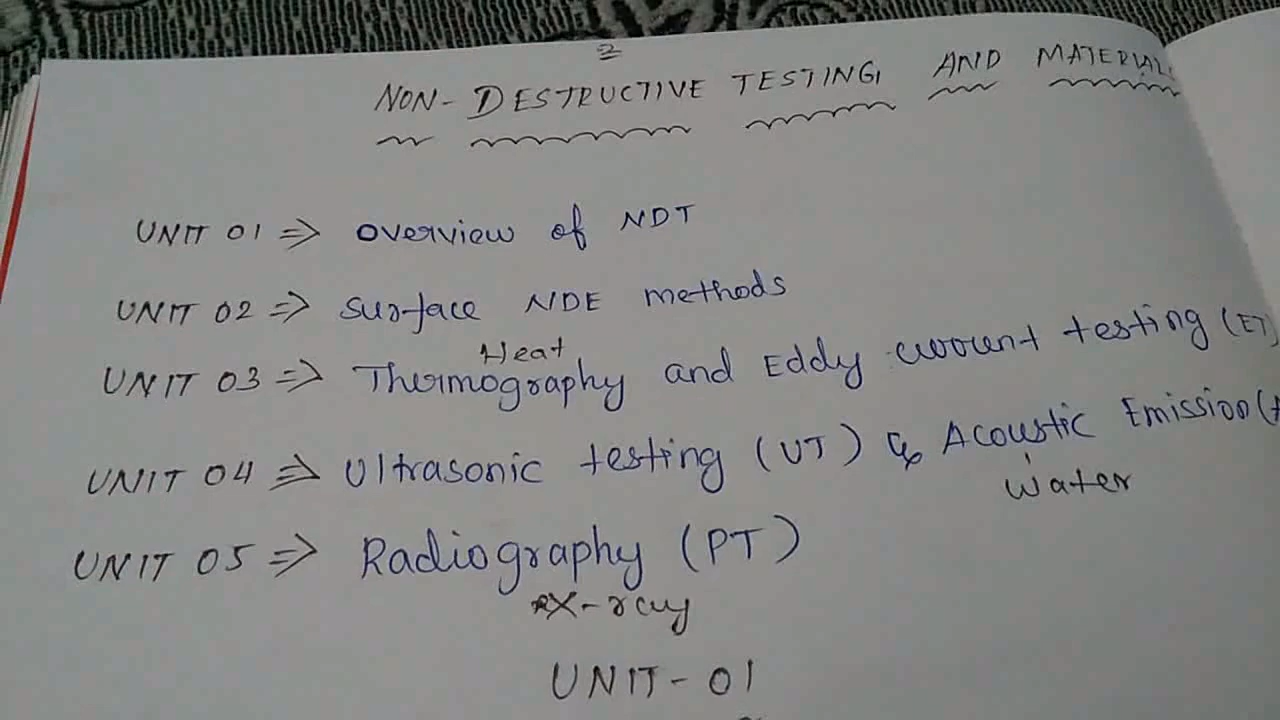 2
NON-DESTRUCTIVE TESTING AND MATERIAL
UNIT 01 ⇒ Overview of NDT
UNIT 02 ⇒ Surface NDE methods
Heat
UNIT 03 ⇒ Thermography and Eddy current testing (ET)
UNIT 04 ⇒ Ultrasonic testing (UT) & Acoustic Emission (A
Water
UNIT 05 ⇒ Radiography (PT)
X-ray
UNIT-01